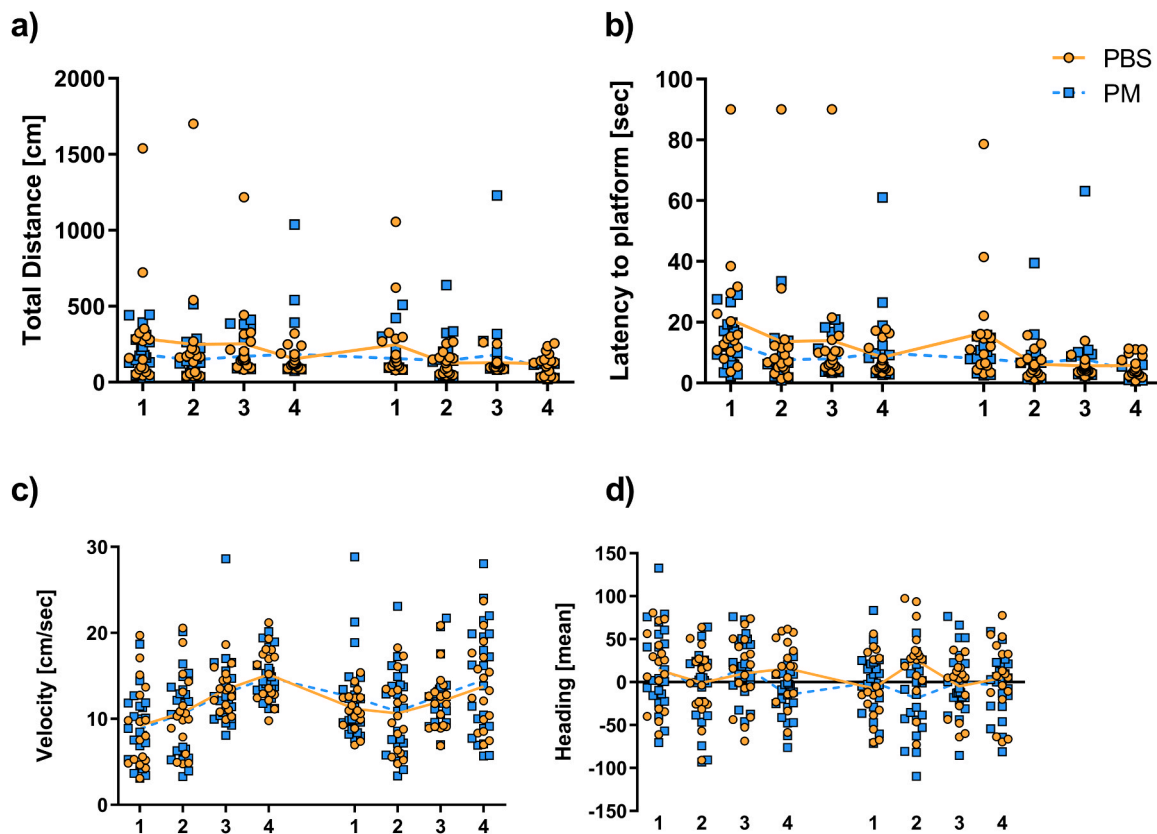 a)
Total Distance [cm]
2000
1500
1000
500
0
1 2 3 4 1 2 3 4
b)
PBS
PM
Latency to platform [sec]
100
80
60
40
20
0
1 2 3 4 1 2 3 4
c)
Velocity [cm/sec]
30
20
10
0
1 2 3 4 1 2 3 4
d)
Heading [mean]
150
100
50
0
-50
-100
-150
1 2 3 4 1 2 3 4